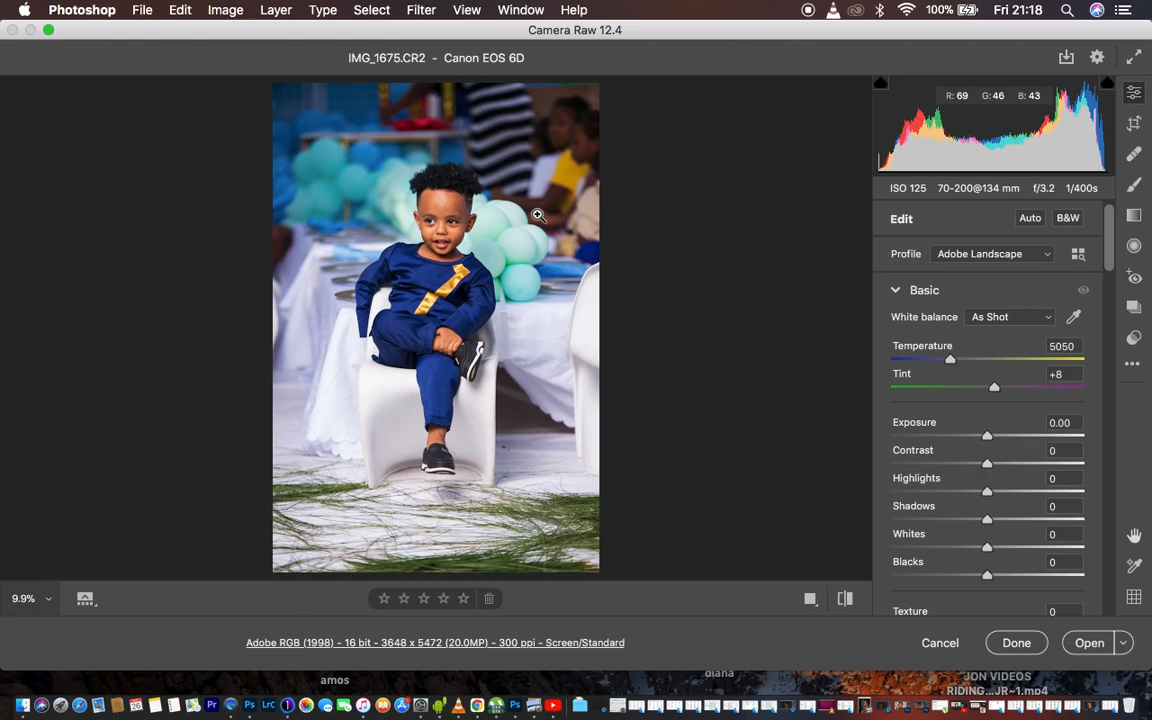 Photoshop File Edit Image Layer Type Select Filter View Window Help 100% Fri 21:18
Camera Raw 12.4
IMG_1675.CR2 - Canon EOS 6D
R: 69 G: 46 B: 43
ISO 125 70-200@134 mm f/3.2 1/400s
Edit Auto B&W
Profile Adobe Landscape
Basic
White balance As Shot
Temperature 5050
Tint +8
Exposure 0.00
Contrast 0
Highlights 0
Shadows 0
Whites 0
Blacks 0
Texture 0
9.9%
Adobe RGB (1998) - 16 bit - 3648 x 5472 (20.0MP) - 300 ppi - Screen/Standard
Cancel Done Open
amos
diana
JON VIDEOS
RIDING...JR~1.mp4
Pr Ps LrC Ps